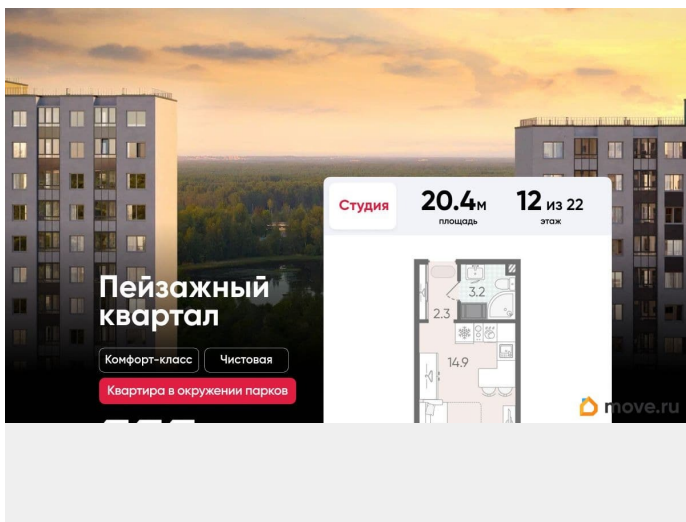 Студия
20.4м
площадь
12 из 22
этаж
3.2
2.3
14.9
Пейзажный
квартал
Комфорт-класс
Чистовая
Квартира в окружении парков
move.ru